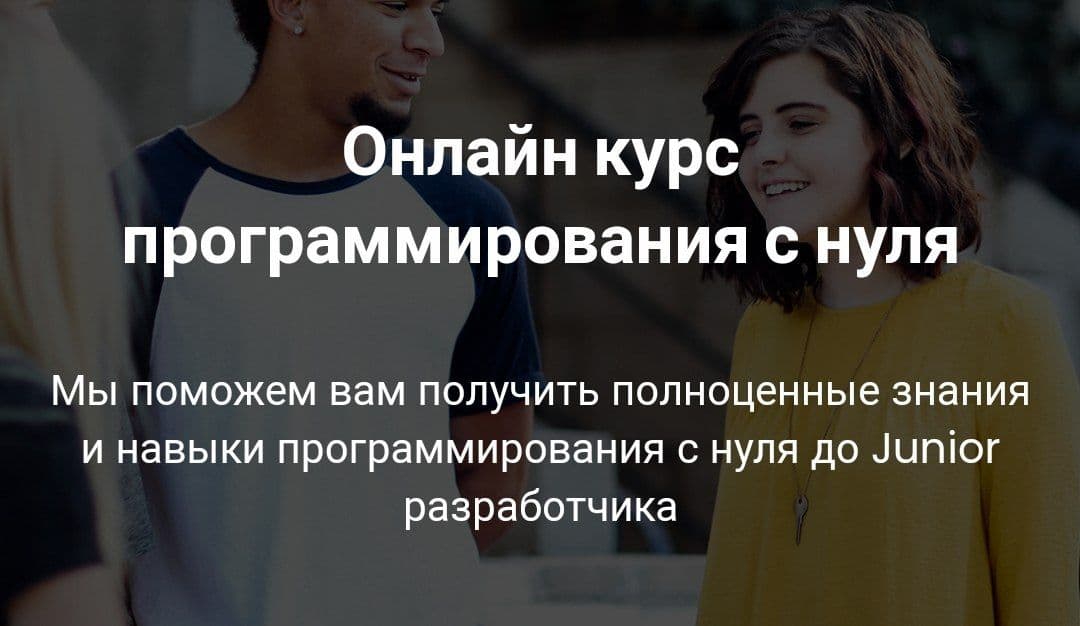 Онлайн курс
программирования с нуля
Мы поможем вам получить полноценные знания
и навыки программирования с нуля до Junior
разработчика